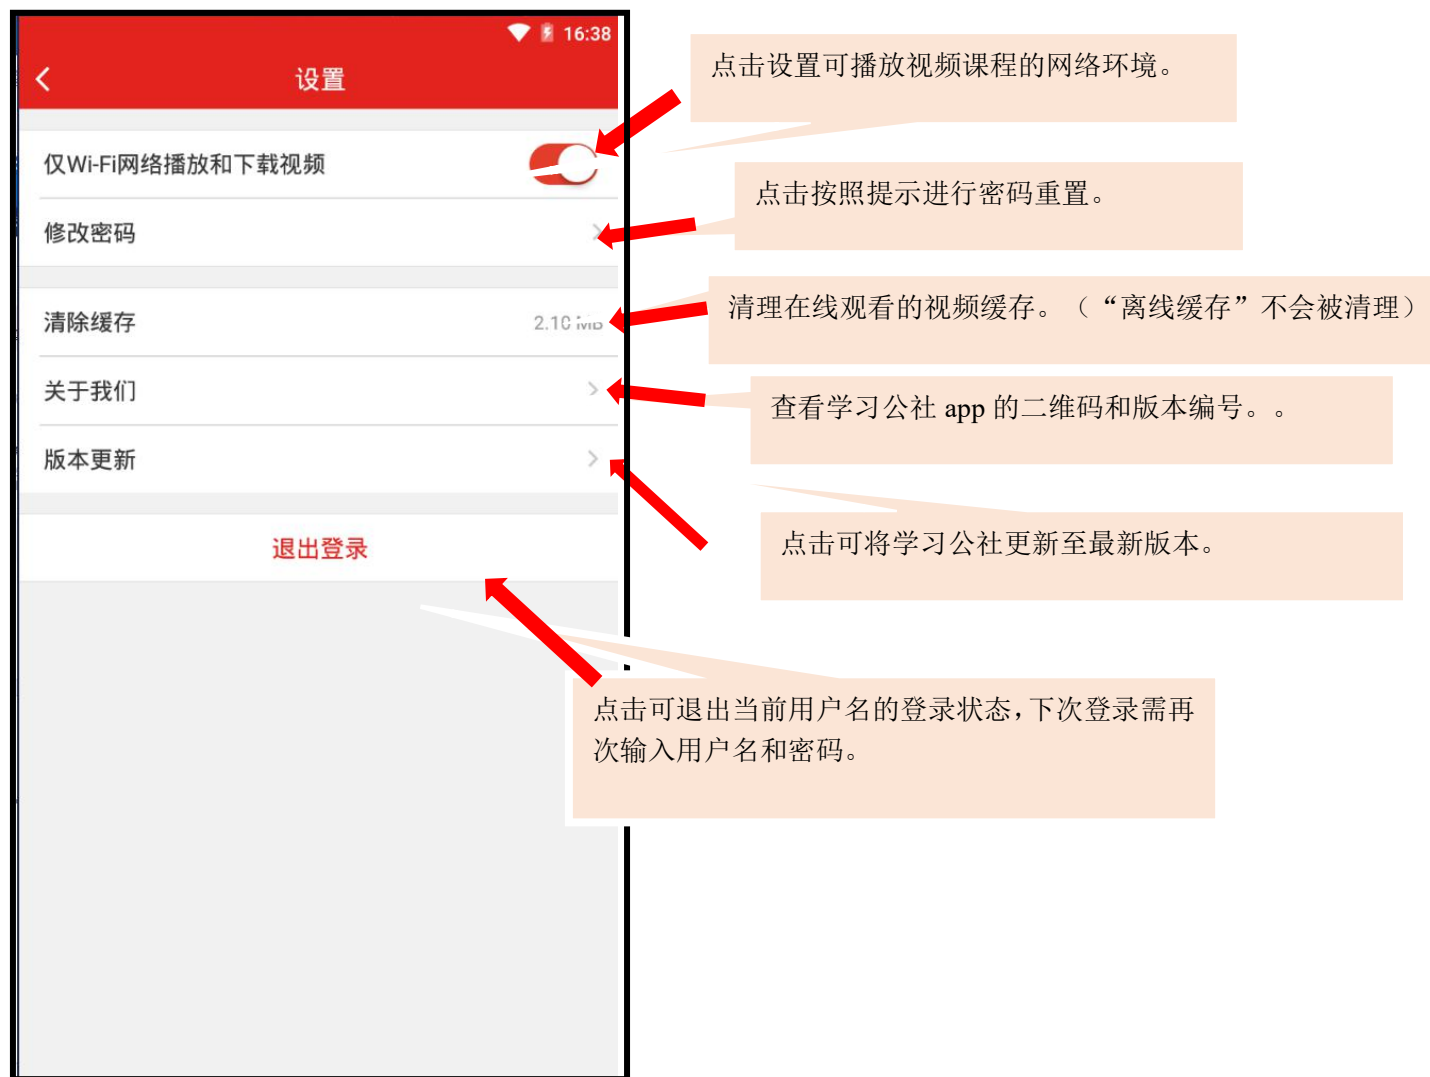 16:38
设置
点击设置可播放视频课程的网络环境。
仅Wi-Fi网络播放和下载视频
点击按照提示进行密码重置。
修改密码
清除缓存
2.10 MB
清理在线观看的视频缓存。（“离线缓存”不会被清理）
关于我们
查看学习公社 app 的二维码和版本编号。。
版本更新
点击可将学习公社更新至最新版本。
退出登录
点击可退出当前用户名的登录状态，下次登录需再
次输入用户名和密码。